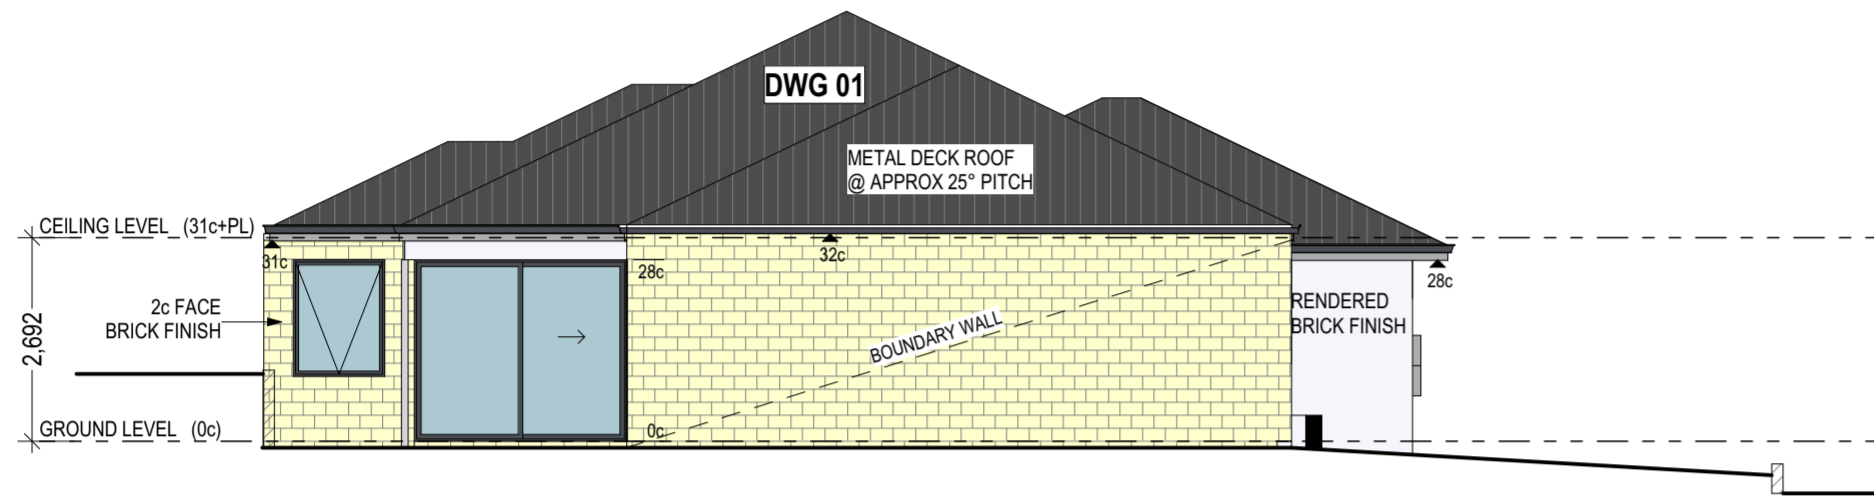 DWG 01
METAL DECK ROOF
@ APPROX 25° PITCH
CEILING LEVEL (31c+PL)
31c
28c
32c
28c
2c FACE
BRICK FINISH
2,692
BOUNDARY WALL
RENDERED
BRICK FINISH
GROUND LEVEL (0c)
0c